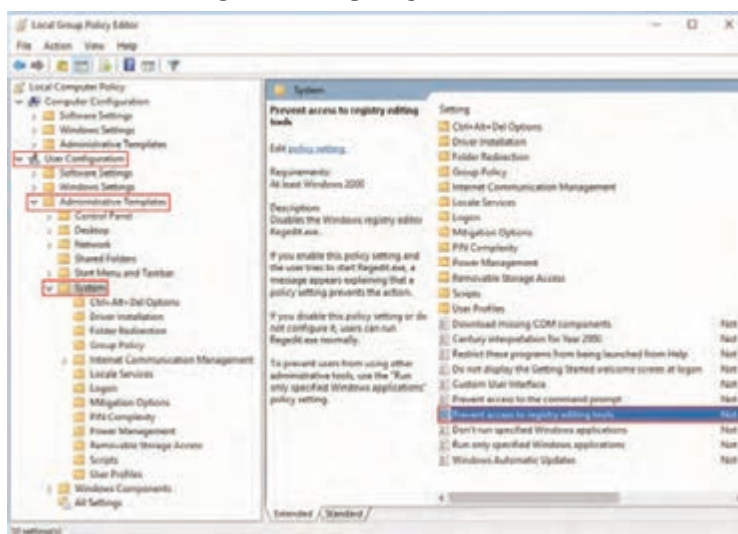 Local Group Policy Editor
File Action View Help
Local Computer Policy
Computer Configuration
Software Settings
Windows Settings
Administrative Templates
User Configuration
Software Settings
Windows Settings
Administrative Templates
Control Panel
Desktop
Network
Shared Folders
Start Menu and Taskbar
System
Ctrl+Alt+Del Options
Driver Installation
Folder Redirection
Group Policy
Internet Communication Management
Locale Services
Logon
Mitigation Options
PIN Complexity
Power Management
Removable Storage Access
Scripts
User Profiles
Windows Components
All Settings
System
Prevent access to registry editing
tools
Edit policy setting
Requirements:
At least Windows 2000
Description:
Disables the Windows registry editor
Regedit.exe.
If you enable this policy setting and
the user tries to start Regedit.exe, a
message appears explaining that a
policy setting prevents the action.
If you disable this policy setting or do
not configure it, users can run
Regedit.exe normally.
To prevent users from using other
administrative tools, use the "Run
only specified Windows applications"
policy setting.
Setting
Ctrl+Alt+Del Options
Driver Installation
Folder Redirection
Group Policy
Internet Communication Management
Locale Services
Logon
Mitigation Options
PIN Complexity
Power Management
Removable Storage Access
Scripts
User Profiles
Download missing COM components Not
Century interpretation for Year 2000 Not
Restrict these programs from being launched from Help Not
Do not display the Getting Started welcome screen at logon Not
Custom User Interface Not
Prevent access to the command prompt Not
Prevent access to registry editing tools Not
Don't run specified Windows applications Not
Run only specified Windows applications Not
Windows Automatic Updates Not
Extended Standard
setting(s)